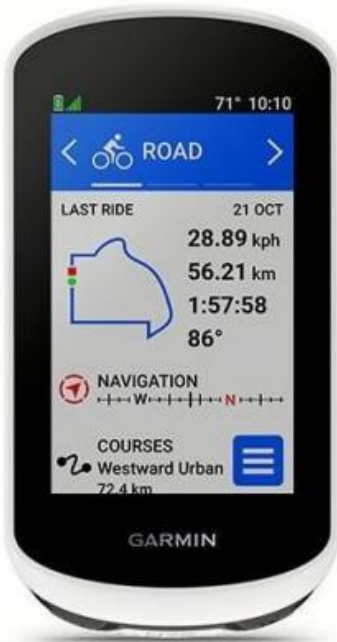 71° 10:10
ROAD
LAST RIDE 21 OCT
28.89 kph
56.21 km
1:57:58
86°
NAVIGATION
W N
COURSES
Westward Urban
72.4 km
GARMIN